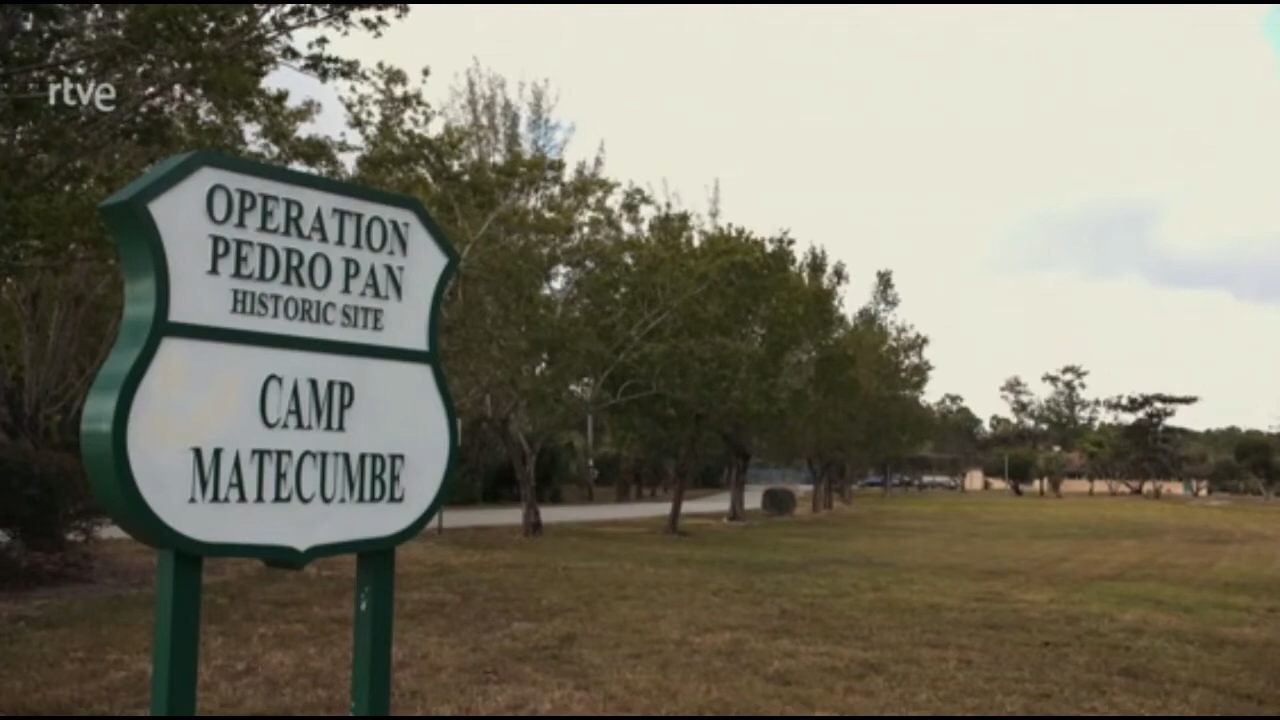 rtve
OPERATION
PEDRO PAN
HISTORIC SITE
CAMP
MATECUMBE